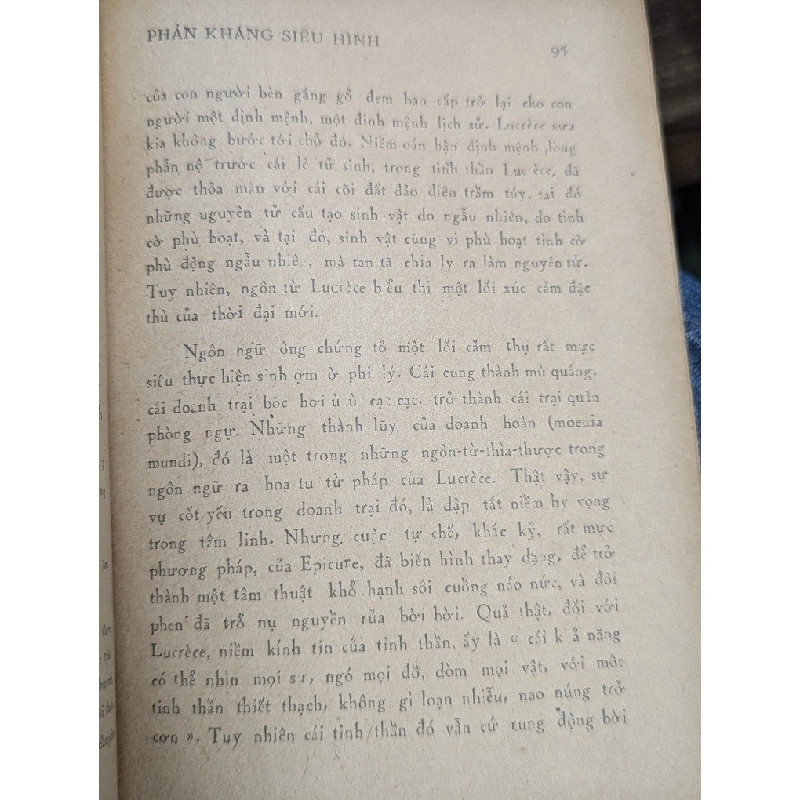 PHẢN KHÁNG SIÊU HÌNH
95
của con người bèn gắng gổ đem ban cấp trở lại cho con
người một định mệnh, một định mệnh lịch sử. Lucrèce xưa
kia không bước tới chỗ đó. Niềm căn hận định mệnh, lòng
phẫn nộ trước cái lẽ tử sinh, trong tinh thần Lucrèce, đã
được thỏa mãn với cái cõi đất đảo điên trầm túy, tại đó
những nguyên tử cấu tạo sinh vật do ngẫu nhiên, do tình
cờ phù hoạt, và tại đó, sinh vật cũng vì phù hoạt tình cờ
phù động ngẫu nhiê , mà tan tã chia ly ra làm nguyên tử.
Tuy nhiên, ngôn từ Lucrèce biểu thị một lối xúc cảm đặc
thù của thời đại mới.
Ngôn ngữ ông chứng tỏ một lối cảm thụ rất mực
siêu thực hiện sinh ỡm ờ phi lý. Cái cung thành mù quáng,
cái doanh trại bốc hơi ù ù cạc cạc, trở thành cái trại quân
phòng ngự. Những thành lũy của doanh hoàn (moenia
mundi), đó là một trong những ngôn-từ-thìa-thược trong
ngôn ngữ ra hoa tu từ pháp của Lucrèce. Thật vậy, sự
vụ cốt yếu trong doanh trại đó, là dập tắt niềm hy vọng
trong tâm linh. Nhưng cuộc tự chế, khắc kỷ, rất mực
phương pháp, của Epicure, đã biến hình thay dạng, để trở
thành một tâm thuật khổ hạnh sôi cuồng náo nức, và đôi
phen đã trổ nụ nguyền rủa bời bời. Quả thật, đối với
Lucrèce, niềm kính tin của tinh thần, ấy là « cái k ả năng
có thể nhìn mọi sự, ngó mọi đồ, dòm mọi vật, với một
tinh thần thiết thạch, không gì loạn nhiễu, nao núng trở
cơn ». Tuy nhiên cái tinh thần đó vẫn cứ rung động bởi